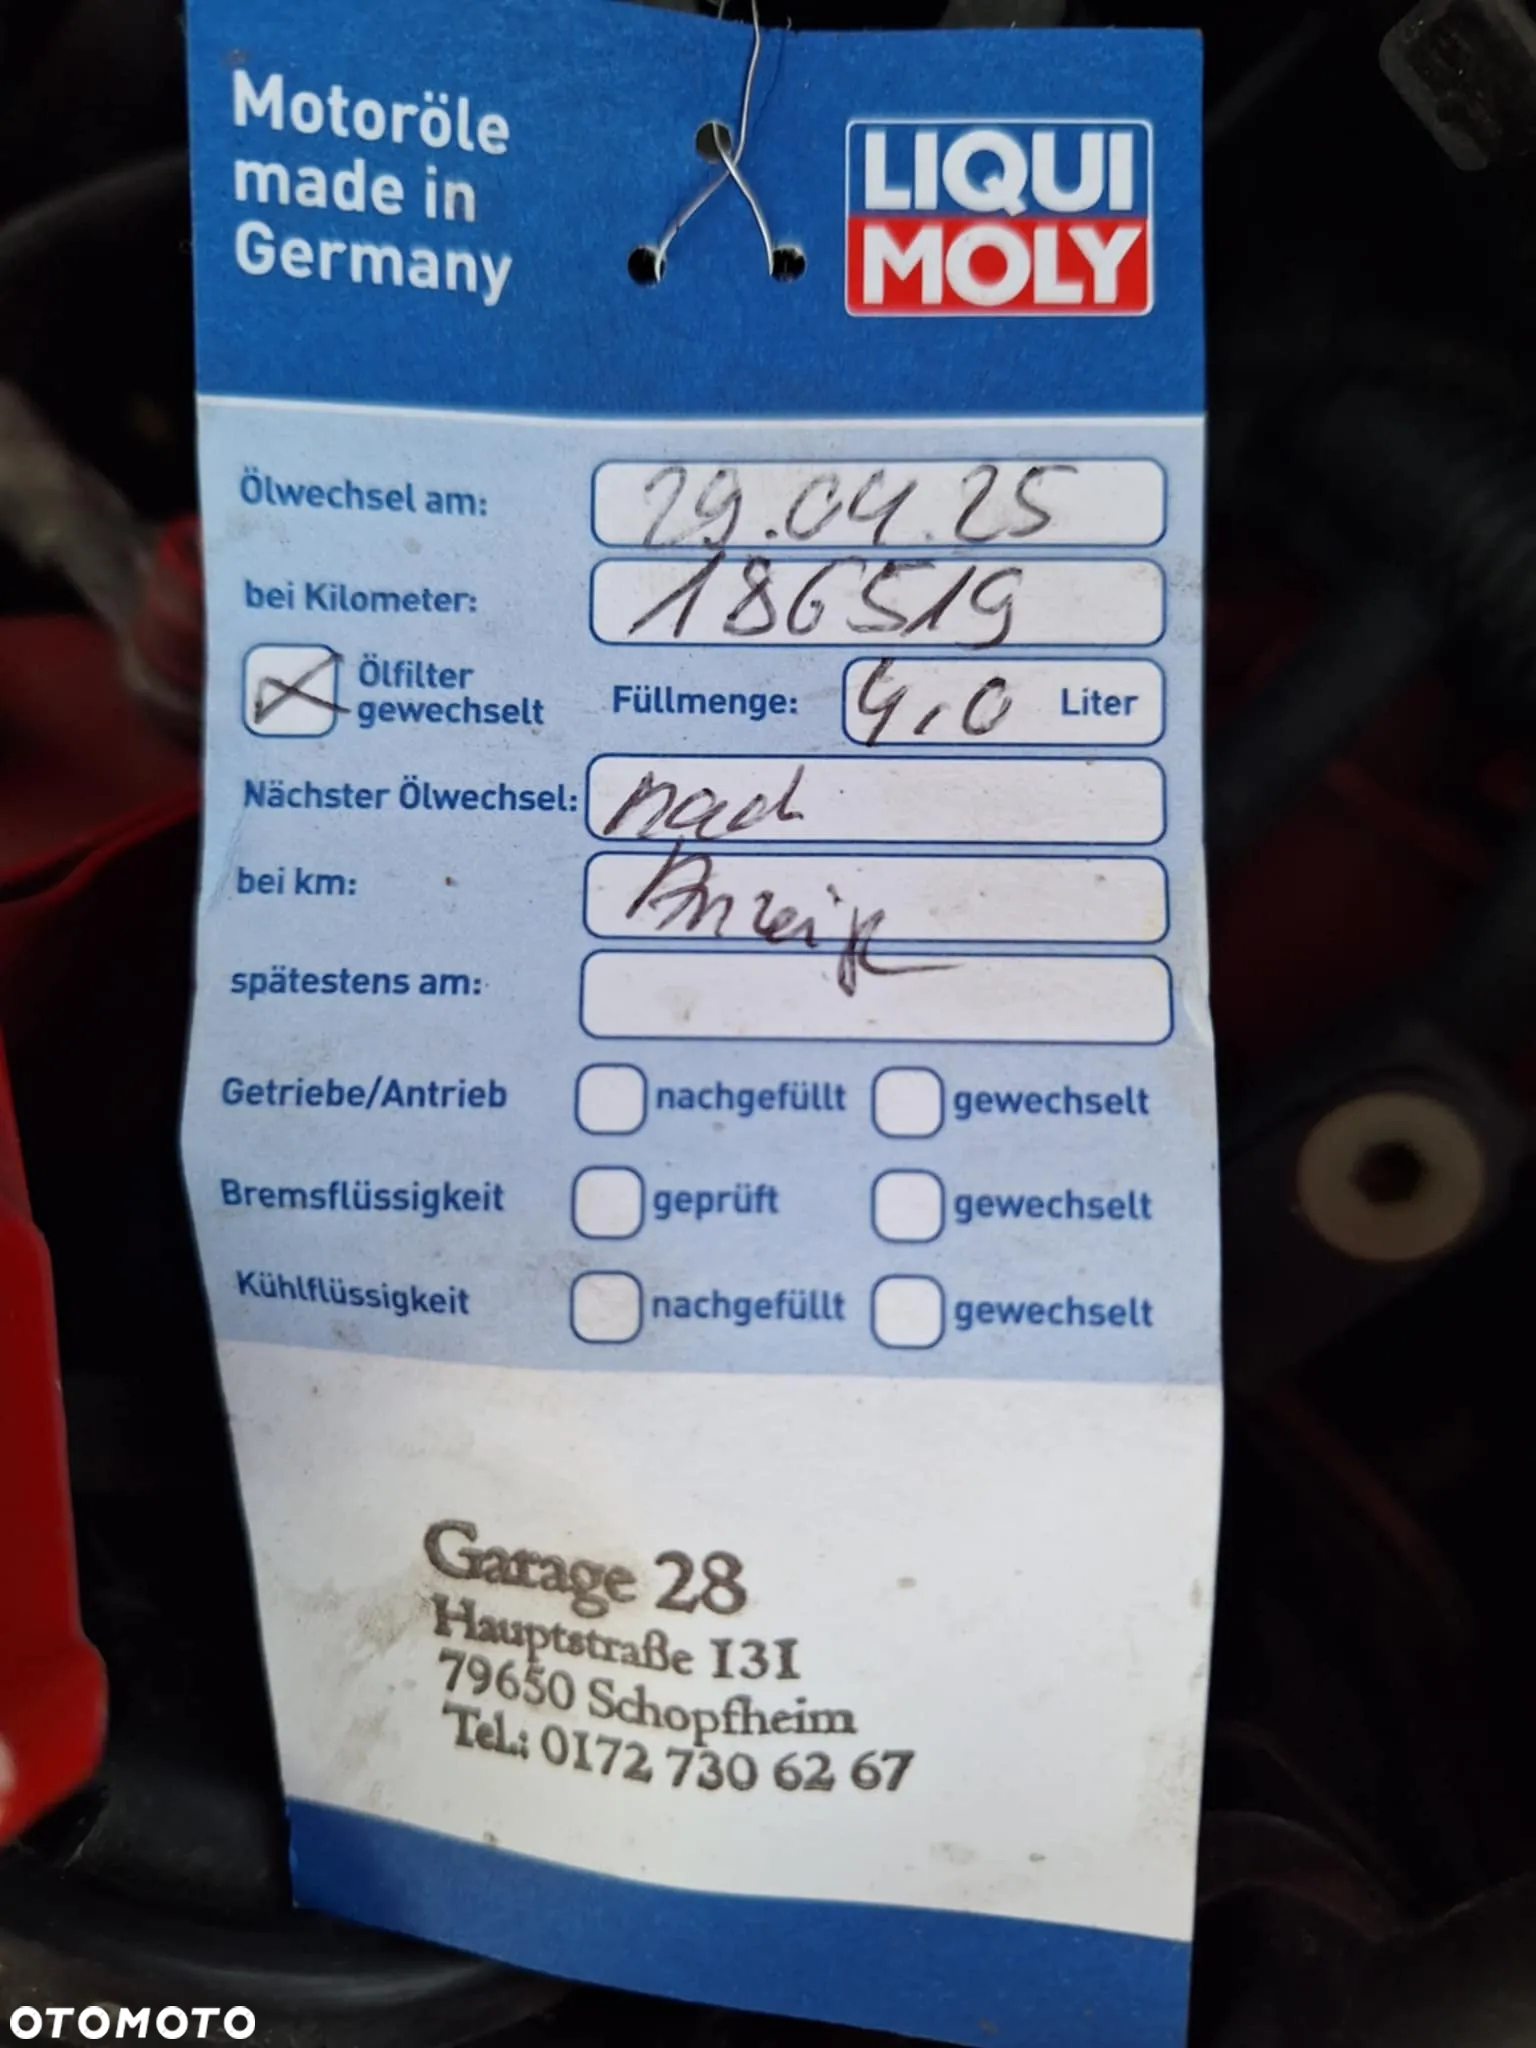 Motoröle
made in
Germany
LIQUI
MOLY
Ölwechsel am: 29.04.25
bei Kilometer: 186519
Ölfilter
gewechselt
Füllmenge: 4,0 Liter
Nächster Ölwechsel: nach
bei km: Anzeige
spätestens am:
Getriebe/Antrieb nachgefüllt gewechselt
Bremsflüssigkeit geprüft gewechselt
Kühlflüssigkeit nachgefüllt gewechselt
Garage 28
Hauptstraße 131
79650 Schopfheim
Tel.: 0172 730 62 67
OTOMOTO